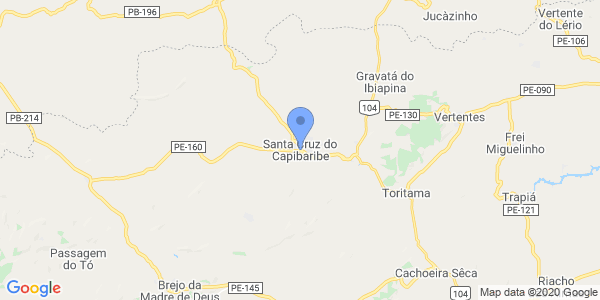 PB-196
Jucàzinho
Vertente
do Lério
PE-106
Gravatá do
Ibiapina
PE-090
104
PE-130
Vertentes
PB-214
Frei
Miguelinho
PE-160
Santa Cruz do
Capibaribe
Toritama
Trapiá
PE-121
Passagem
do Tó
Cachoeira Sêca
Brejo da
Madre de Deus
PE-145
104
Riacho
Google
Map data ©2020 Google